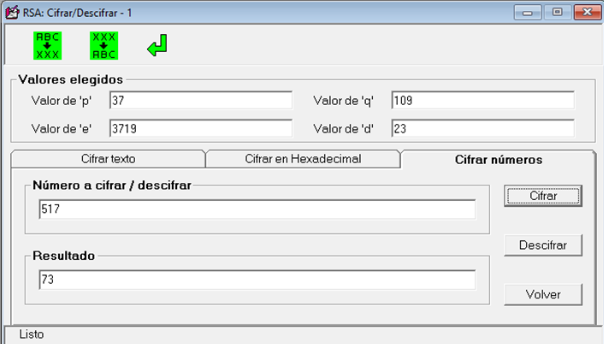 RSA: Cifrar/Descifrar - 1
ABC XXX
XXX ABC
Valores elegidos
Valor de 'p' 37 Valor de 'q' 109
Valor de 'e' 3719 Valor de 'd' 23
Cifrar texto Cifrar en Hexadecimal Cifrar números
Número a cifrar / descifrar
517
Cifrar
Descifrar
Resultado
73
Volver
Listo